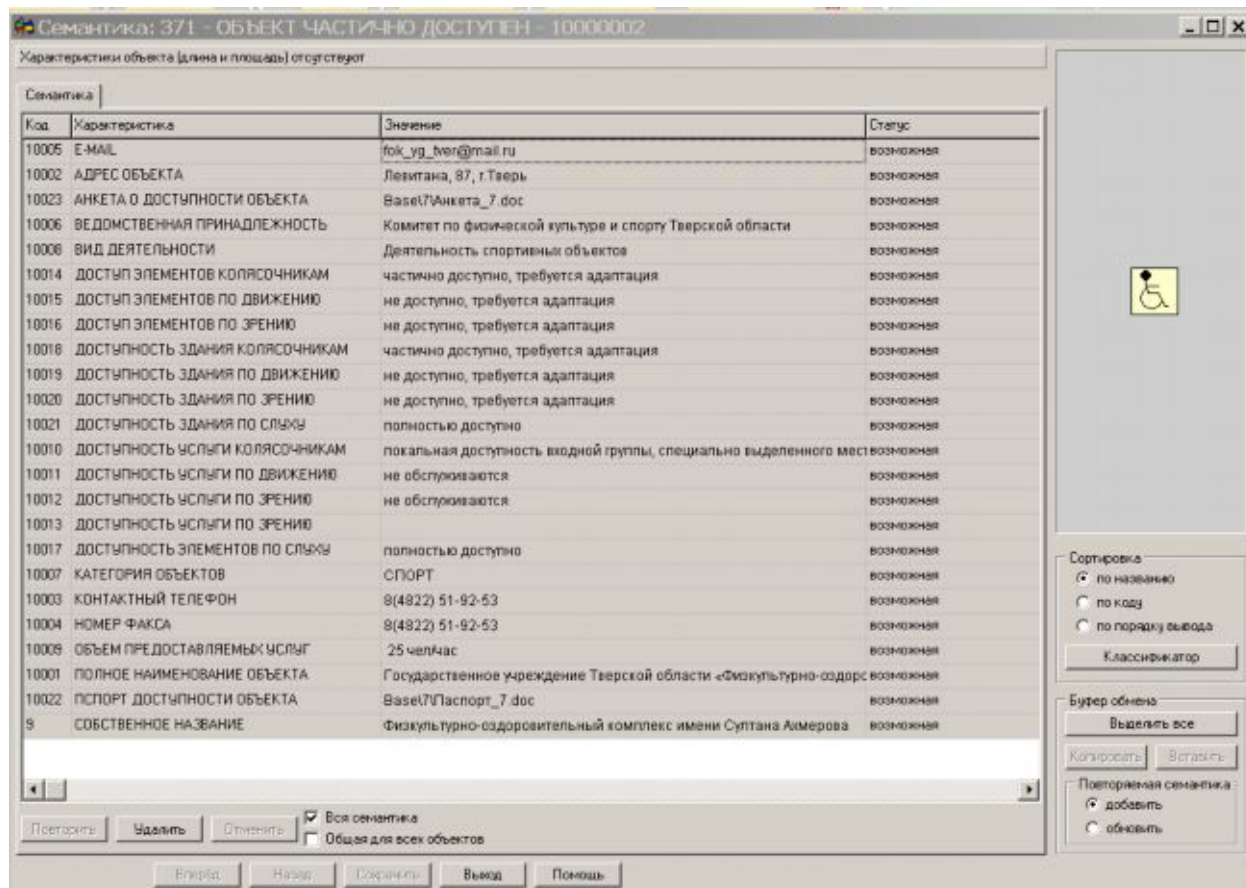 Семантика: 371 - ОБЪЕКТ ЧАСТИЧНО ДОСТУПЕН - 10000002
Характеристики объекта (длина и площадь) отсутствуют
Семантика
Код Характеристика Значение Статус
10005 E-MAIL fok_yg_tver@mail.ru возможная
10002 АДРЕС ОБЪЕКТА Левитана, 87, г.Тверь возможная
10023 АНКЕТА О ДОСТУПНОСТИ ОБЪЕКТА Base\7\Анкета_7.doc возможная
10006 ВЕДОМСТВЕННАЯ ПРИНАДЛЕЖНОСТЬ Комитет по физической культуре и спорту Тверской области возможная
10008 ВИД ДЕЯТЕЛЬНОСТИ Деятельность спортивных объектов возможная
10014 ДОСТУП ЭЛЕМЕНТОВ КОЛЯСОЧНИКАМ частично доступно, требуется адаптация возможная
10015 ДОСТУП ЭЛЕМЕНТОВ ПО ДВИЖЕНИЮ не доступно, требуется адаптация возможная
10016 ДОСТУП ЭЛЕМЕНТОВ ПО ЗРЕНИЮ не доступно, требуется адаптация возможная
10018 ДОСТУПНОСТЬ ЗДАНИЯ КОЛЯСОЧНИКАМ частично доступно, требуется адаптация возможная
10019 ДОСТУПНОСТЬ ЗДАНИЯ ПО ДВИЖЕНИЮ не доступно, требуется адаптация возможная
10020 ДОСТУПНОСТЬ ЗДАНИЯ ПО ЗРЕНИЮ не доступно, требуется адаптация возможная
10021 ДОСТУПНОСТЬ ЗДАНИЯ ПО СЛУХУ полностью доступно возможная
10010 ДОСТУПНОСТЬ УСЛУГИ КОЛЯСОЧНИКАМ локальная доступность входной группы, специально выделенного мест возможная
10011 ДОСТУПНОСТЬ УСЛУГИ ПО ДВИЖЕНИЮ не обслуживаются возможная
10012 ДОСТУПНОСТЬ УСЛУГИ ПО ЗРЕНИЮ не обслуживаются возможная
10013 ДОСТУПНОСТЬ УСЛУГИ ПО ЗРЕНИЮ возможная
10017 ДОСТУПНОСТЬ ЭЛЕМЕНТОВ ПО СЛУХУ полностью доступно возможная
10007 КАТЕГОРИЯ ОБЪЕКТОВ СПОРТ возможная
10003 КОНТАКТНЫЙ ТЕЛЕФОН 8(4822) 51-92-53 возможная
10004 НОМЕР ФАКСА 8(4822) 51-92-53 возможная
10009 ОБЪЕМ ПРЕДОСТАВЛЯЕМЫХ УСЛУГ 25 чел/час возможная
10001 ПОЛНОЕ НАИМЕНОВАНИЕ ОБЪЕКТА Государственное учреждение Тверской области «Физкультурно-оздорс возможная
10022 ПСПОРТ ДОСТУПНОСТИ ОБЪЕКТА Base\7\Паспорт_7.doc возможная
9 СОБСТВЕННОЕ НАЗВАНИЕ Физкультурно-оздоровительный комплекс имени Султана Ахмерова возможная
Повторить Удалить Отменить
Вся семантика
Общая для всех объектов
Вперёд Назад Сохранить Выход Помощь
Сортировка
по названию
по коду
по порядку вывода
Классификатор
Буфер обмена
Выделить все
Копировать Вставить
Повторяемая семантика
добавить
обновить